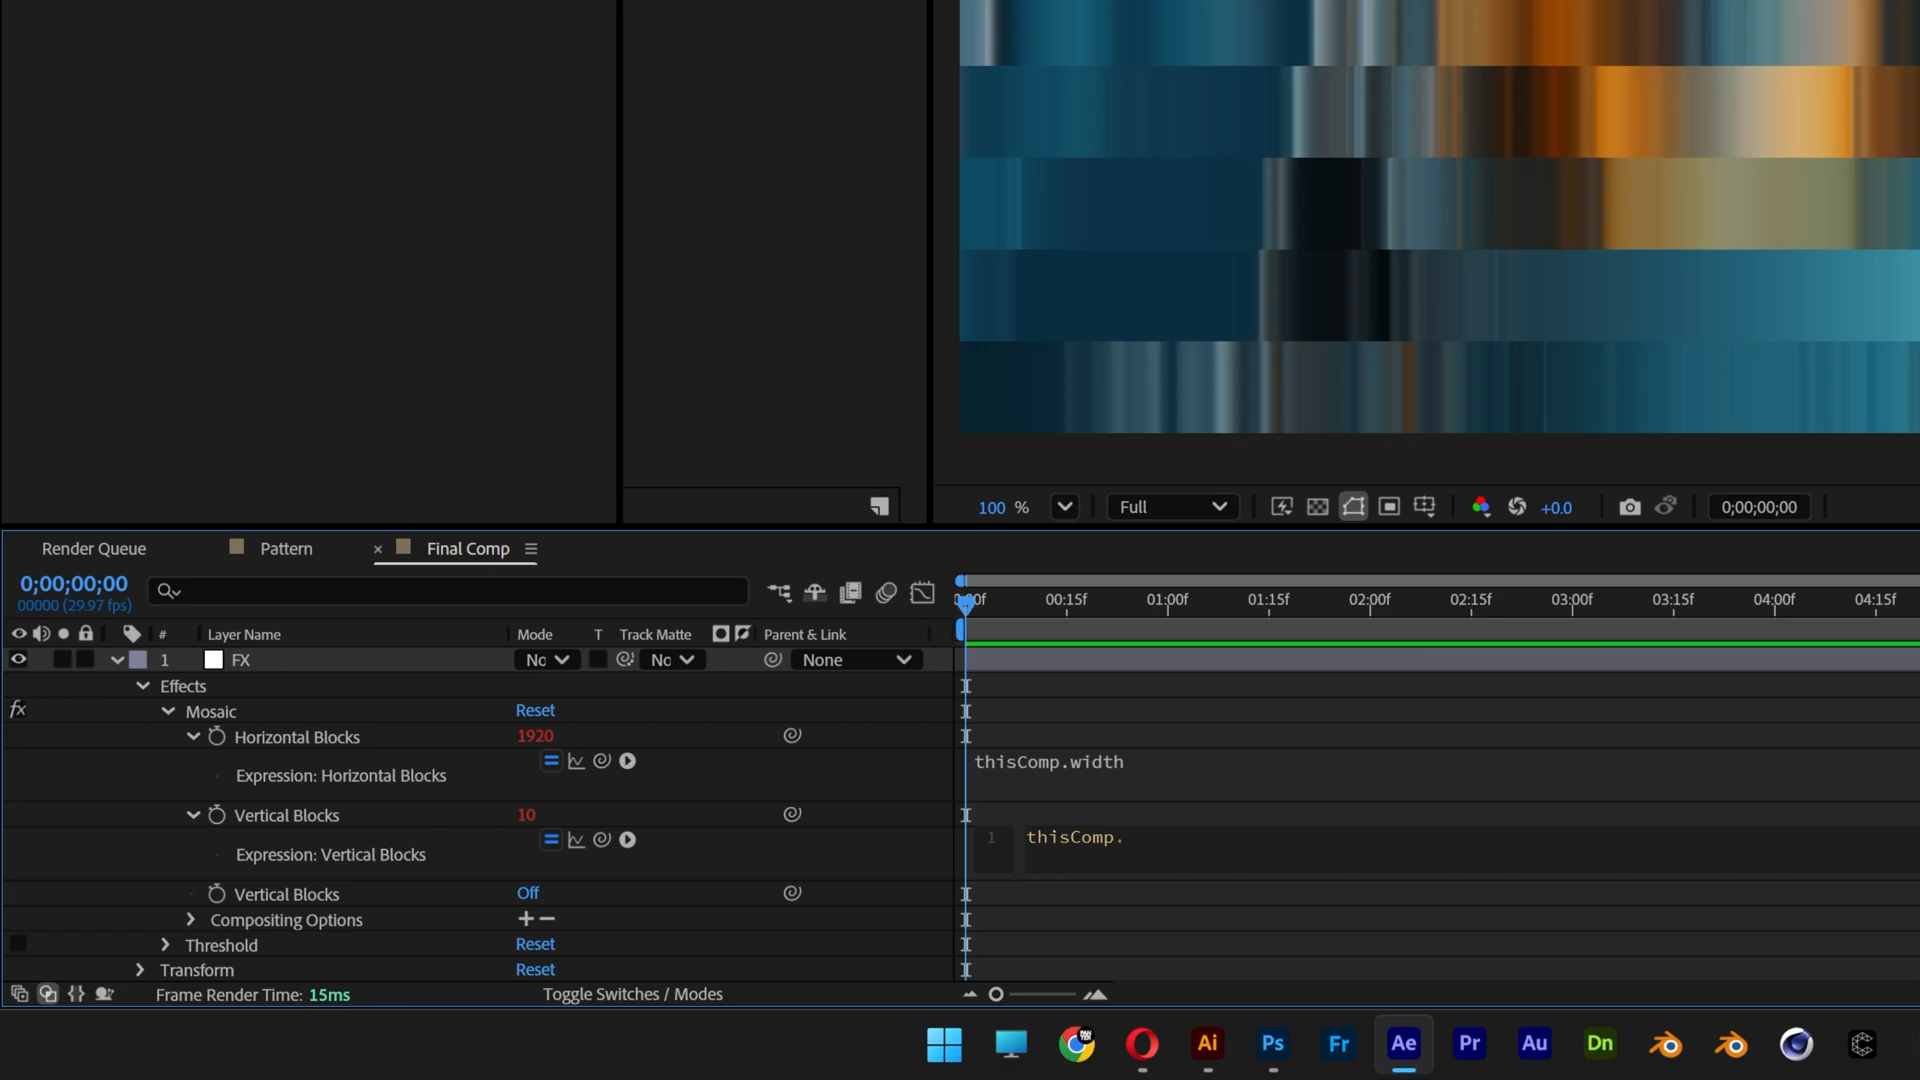 100 %
Full
+0.0
0;00;00;00
Render Queue
Pattern
Final Comp
0;00;00;00
00000 (29.97 fps)
00:15f
01:00f
01:15f
02:00f
02:15f
03:00f
03:15f
04:00f
04:15f
#
Layer Name
Mode
T
Track Matte
Parent & Link
1
FX
Nc
Nc
None
Effects
fx
Mosaic
Reset
Horizontal Blocks
1920
Expression: Horizontal Blocks
thisComp.width
Vertical Blocks
10
Expression: Vertical Blocks
1
thisComp.
Vertical Blocks
Off
Compositing Options
+−
Threshold
Reset
Transform
Reset
Frame Render Time: 15ms
Toggle Switches / Modes
Ai
Ps
Fr
Ae
Pr
Au
Dn